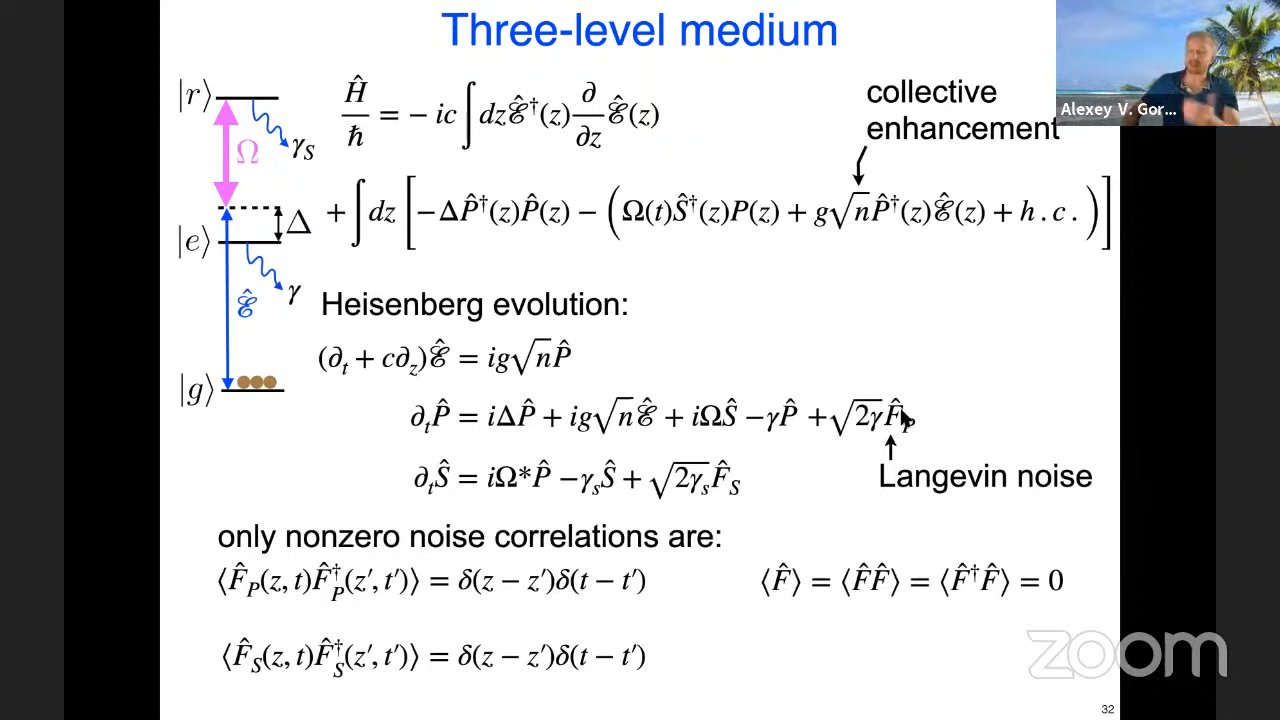 Three-level medium
Alexey V. Gor...
|r⟩
γ_S
Ω
Δ
|e⟩
γ
ℰ̂
|g⟩
Ĥ/ℏ = − ic ∫ dz ℰ̂†(z) ∂/∂z ℰ̂(z)
collective
enhancement
+ ∫ dz [ −ΔP̂†(z)P̂(z) − ( Ω(t)Ŝ†(z)P(z) + g√n P̂†(z)ℰ̂(z) + h . c . ) ]
Heisenberg evolution:
(∂_t + c∂_z)ℰ̂ = ig√n P̂
∂_t P̂ = iΔP̂ + ig√n ℰ̂ + iΩŜ −γP̂ +√2γ F̂_P
∂_t Ŝ = iΩ*P̂ −γ_s Ŝ + √2γ_s F̂_S
Langevin noise
only nonzero noise correlations are:
⟨F̂_P(z, t)F̂_P†(z′, t′)⟩ = δ(z − z′)δ(t − t′)
⟨F̂⟩ = ⟨F̂F̂⟩ = ⟨F̂†F̂⟩ = 0
⟨F̂_S(z, t)F̂_S†(z′, t′)⟩ = δ(z − z′)δ(t − t′)
zoom
32